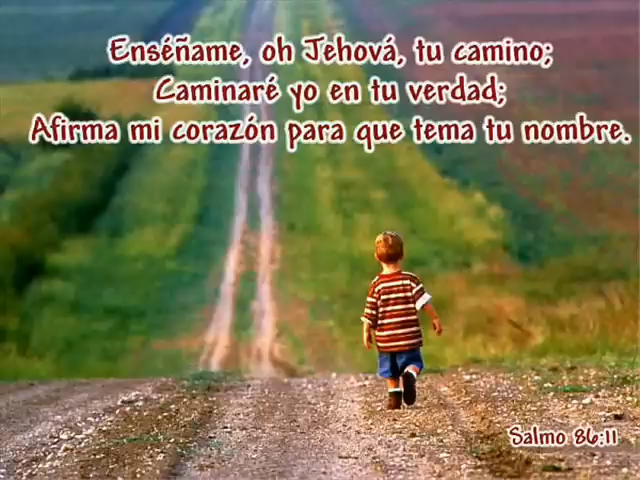 Enséñame, oh Jehová, tu camino;
Caminaré yo en tu verdad;
Afirma mi corazón para que tema tu nombre.
Salmo 86:11